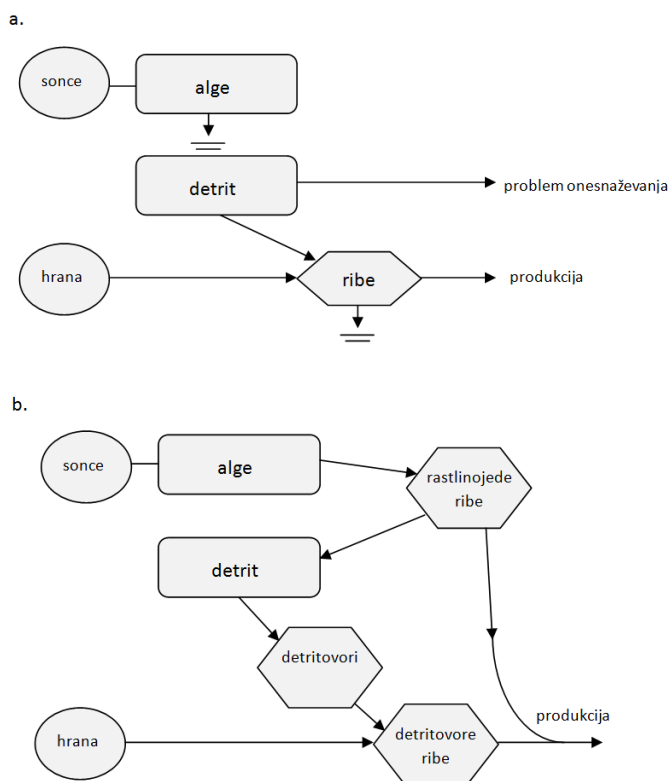 a.
sonce
alge
detrit
problem onesnaževanja
hrana
ribe
produkcija
b.
sonce
alge
rastlinojede
ribe
detrit
detritovori
produkcija
hrana
detritovore
ribe